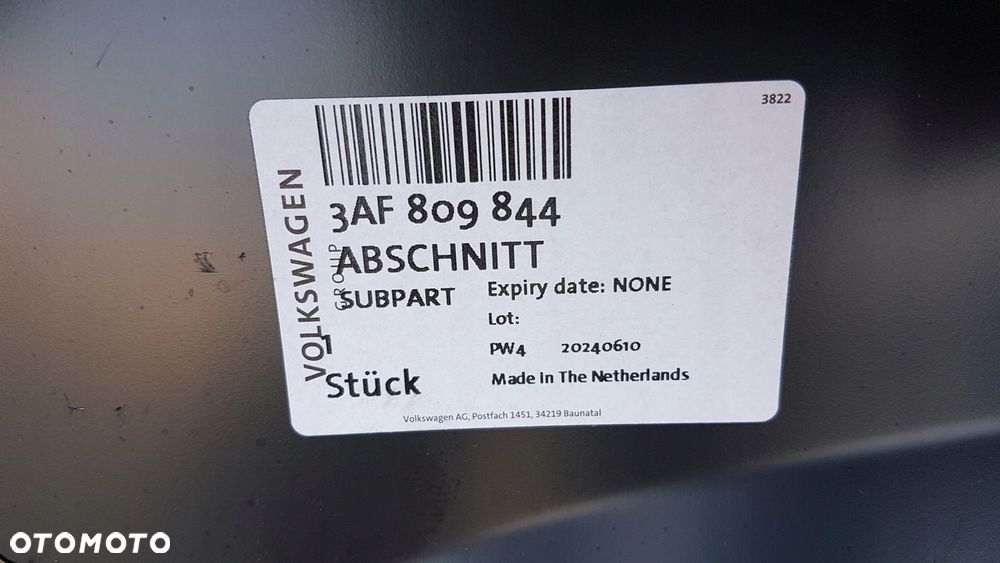 3822
VOLKSWAGEN
GROUP
3AF 809 844
ABSCHNITT
SUBPART
Expiry date: NONE
Lot:
1
PW4 20240610
Stück
Made in The Netherlands
Volkswagen AG, Postfach 1451, 34219 Baunatal
OTOMOTO